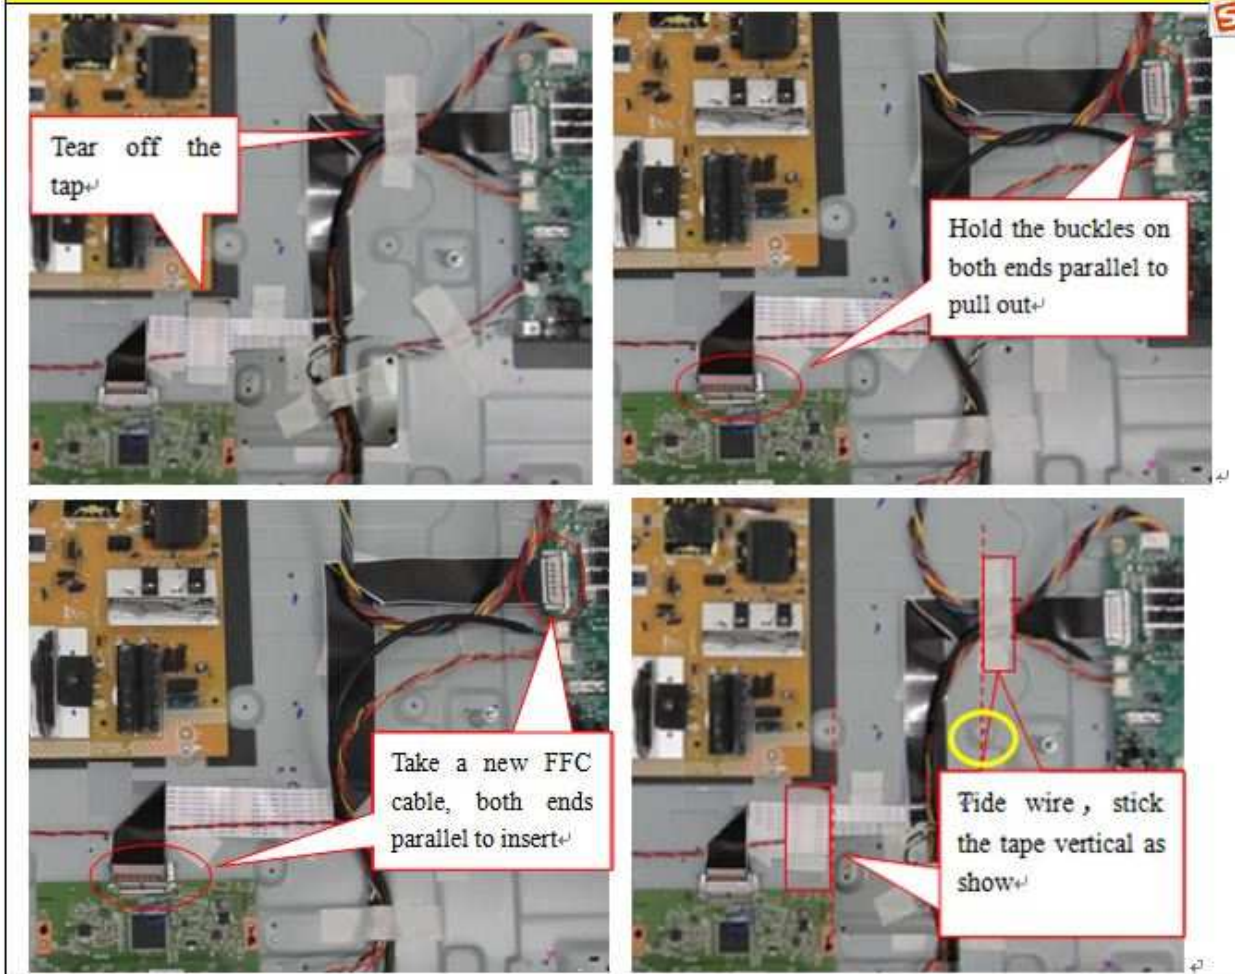 Tear off the
tap
Hold the buckles on
both ends parallel to
pull out
Take a new FFC
cable, both ends
parallel to insert
Tide wire，stick
the tape vertical as
show